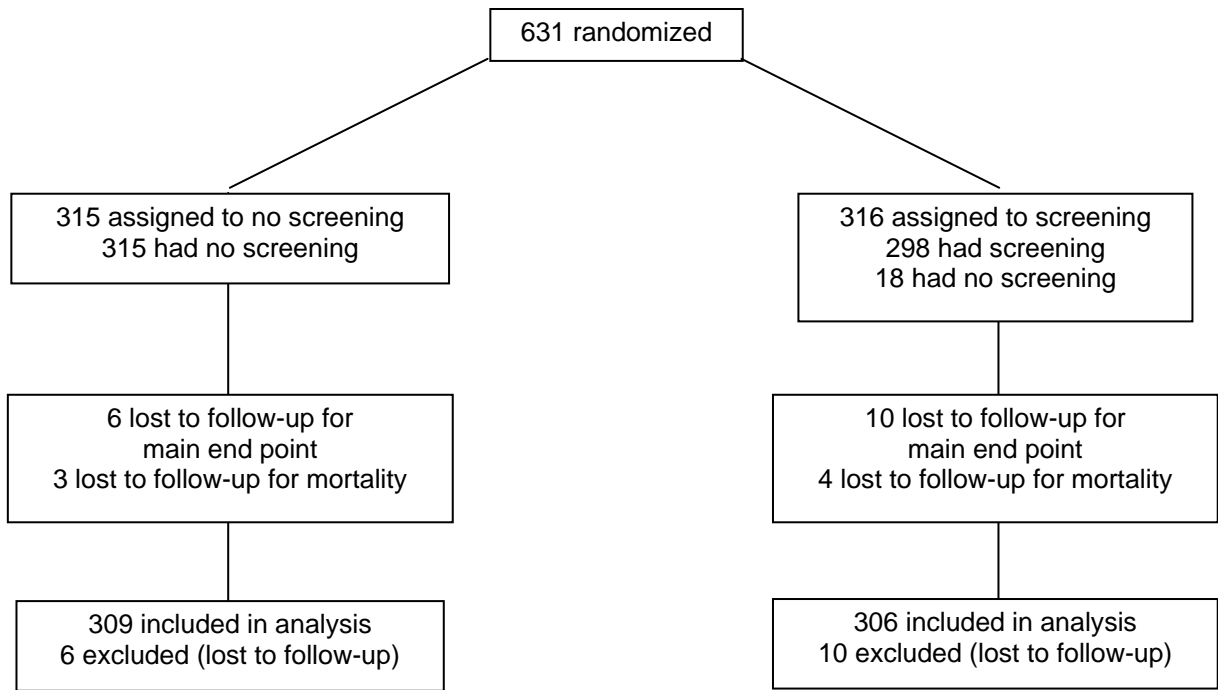 631 randomized
315 assigned to no screening
315 had no screening
316 assigned to screening
298 had screening
18 had no screening
6 lost to follow-up for
main end point
3 lost to follow-up for mortality
10 lost to follow-up for
main end point
4 lost to follow-up for mortality
309 included in analysis
6 excluded (lost to follow-up)
306 included in analysis
10 excluded (lost to follow-up)